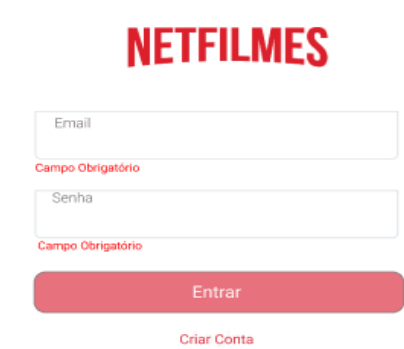 NETFILMES
Email
Campo Obrigatório
Senha
Campo Obrigatório
Entrar
Criar Conta